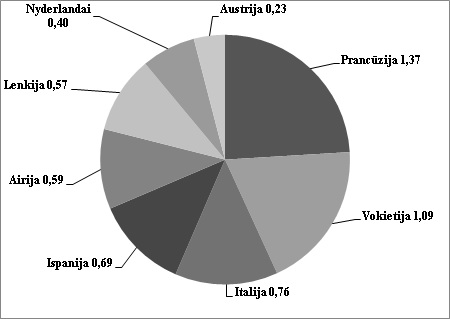 Nyderlandai
0,40
Austrija 0,23
Prancūzija 1,37
Lenkija 0,57
Airija 0,59
Vokietija 1,09
Ispanija 0,69
Italija 0,76